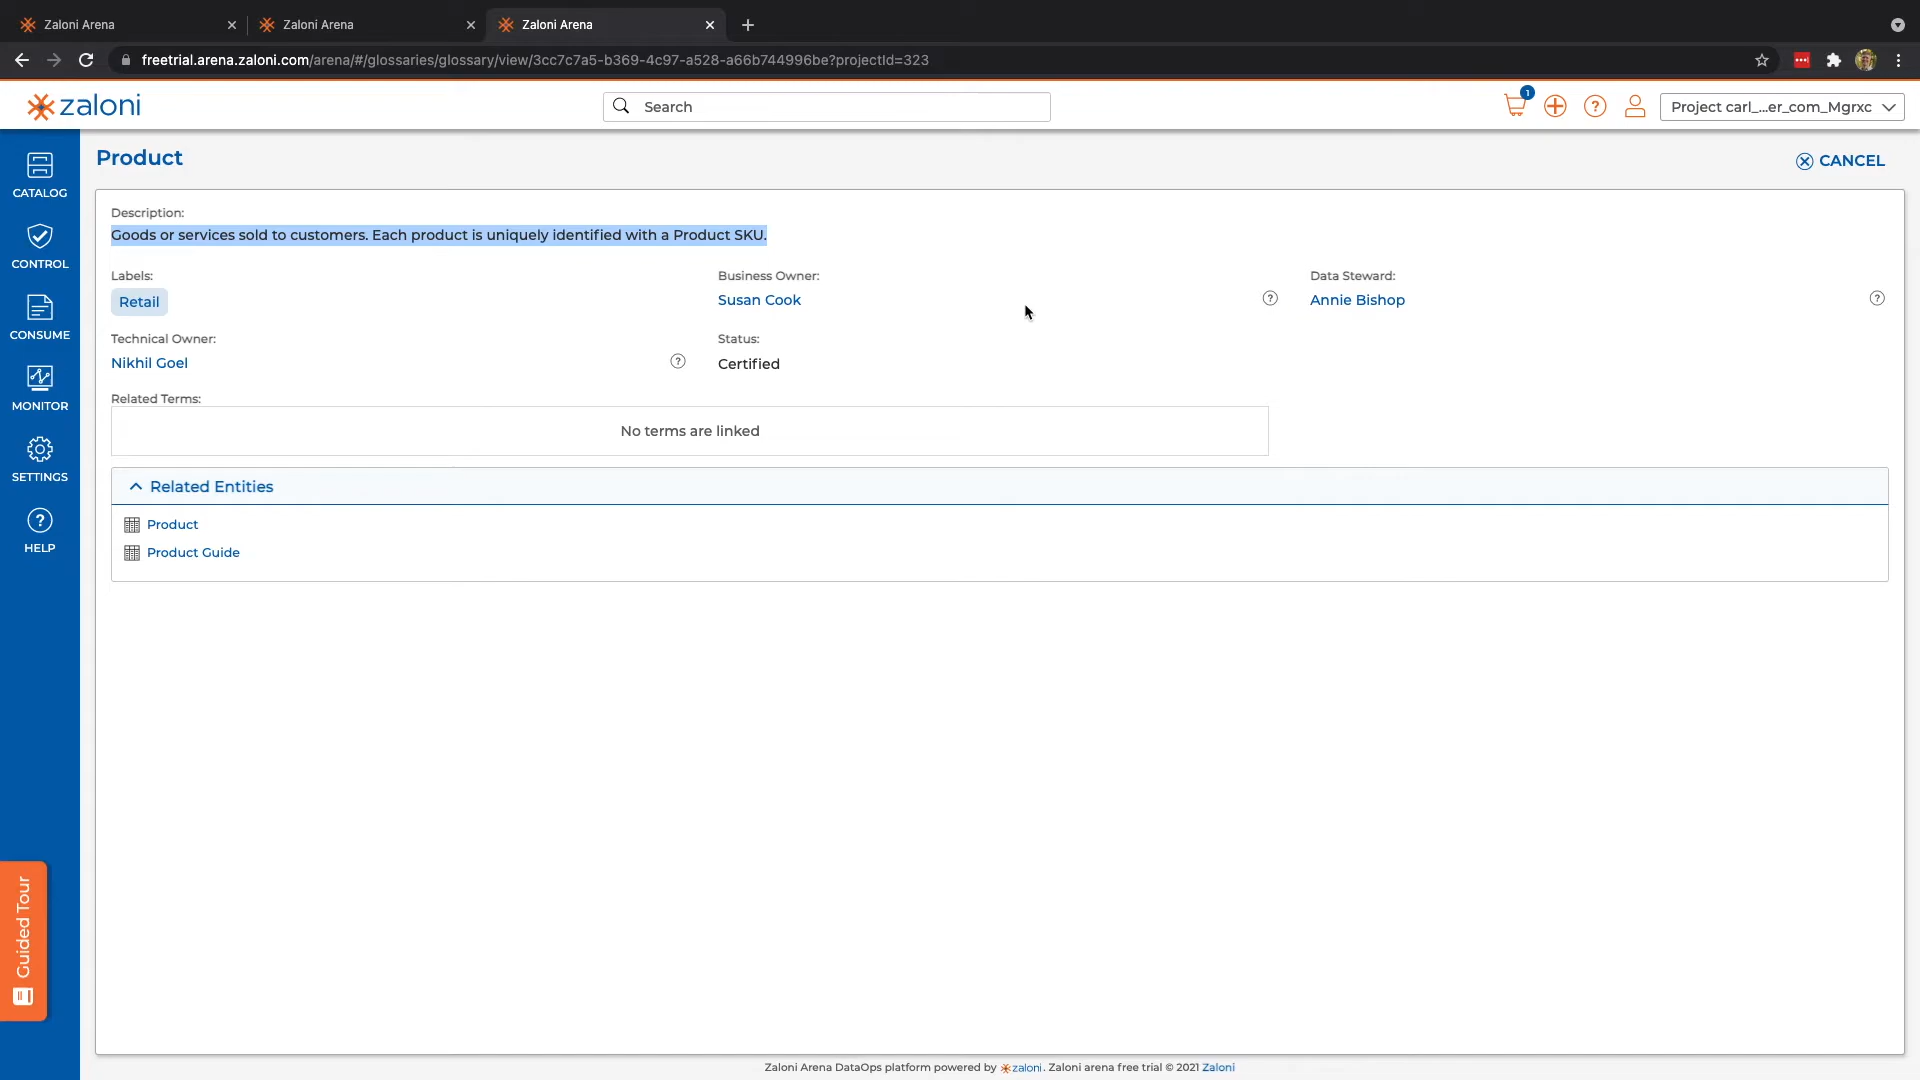 Zaloni Arena
Zaloni Arena
Zaloni Arena
freetrial.arena.zaloni.com/arena/#/glossaries/glossary/view/3cc7c7a5-b369-4c97-a528-a66b744996be?projectId=323
zaloni
Search
1
Project carl_...er_com_Mgrxc
CATALOG
CONTROL
CONSUME
MONITOR
SETTINGS
HELP
Guided Tour
Product
CANCEL
Description:
Goods or services sold to customers. Each product is uniquely identified with a Product SKU.
Labels:
Retail
Business Owner:
Susan Cook
Data Steward:
Annie Bishop
Technical Owner:
Nikhil Goel
Status:
Certified
Related Terms:
No terms are linked
Related Entities
Product
Product Guide
Zaloni Arena DataOps platform powered by zaloni. Zaloni arena free trial © 2021 Zaloni